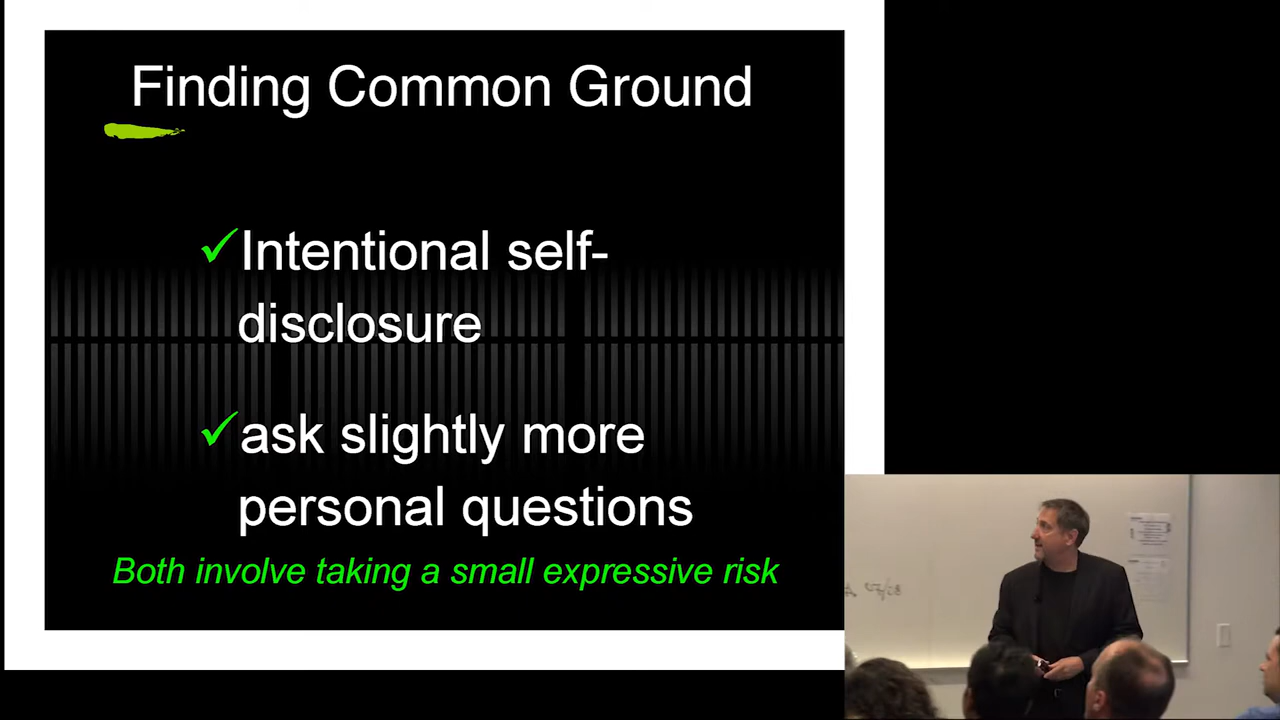 Finding Common Ground
Intentional self-
disclosure
ask slightly more
personal questions
Both involve taking a small expressive risk